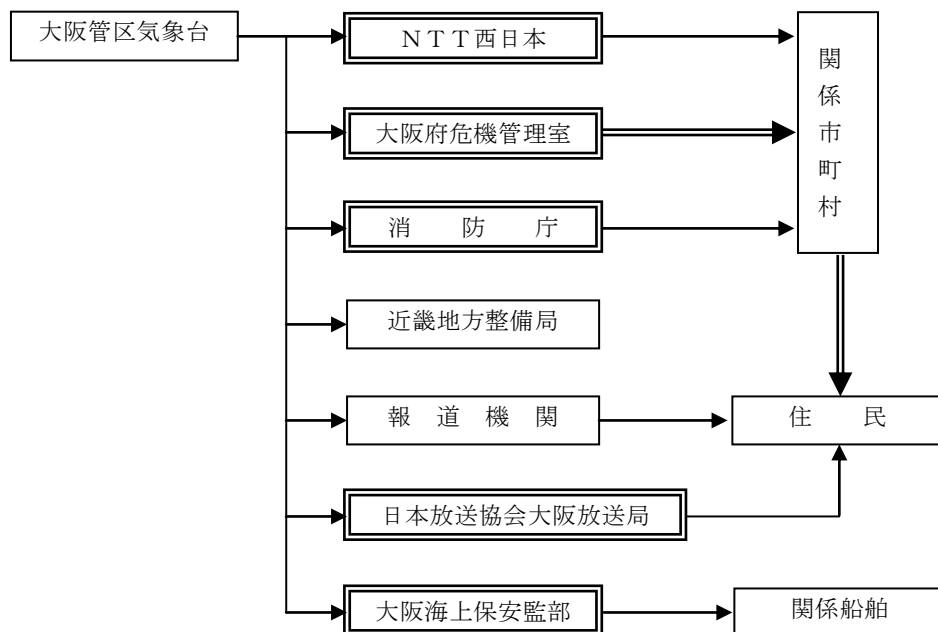 大阪管区気象台
ＮＴＴ西日本
大阪府危機管理室
消　防　庁
近畿地方整備局
報 道 機 関
日本放送協会大阪放送局
大阪海上保安監部
関係市町村
住　民
関係船舶